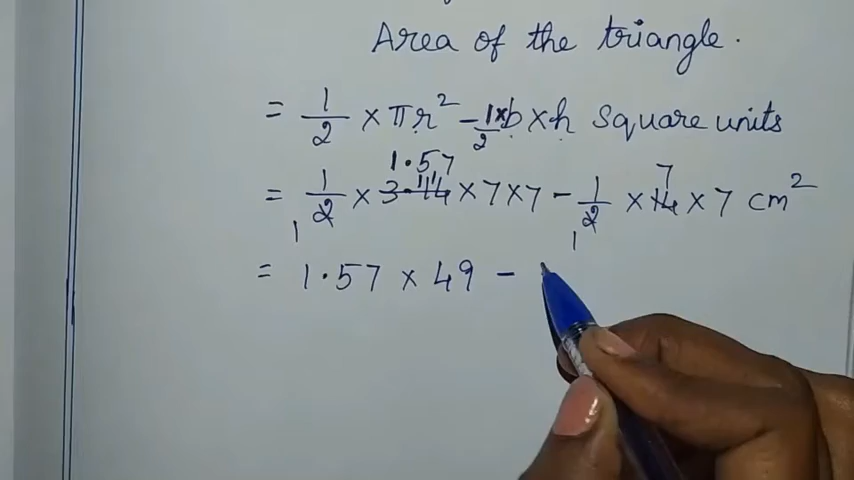 Area of the triangle.
= 1/2 × πr² - 1/2 × b × h square units
1.57 7
= 1/2 × 3.14 × 7 × 7 - 1/2 × 14 × 7 cm²
1 1
= 1.57 × 49 -